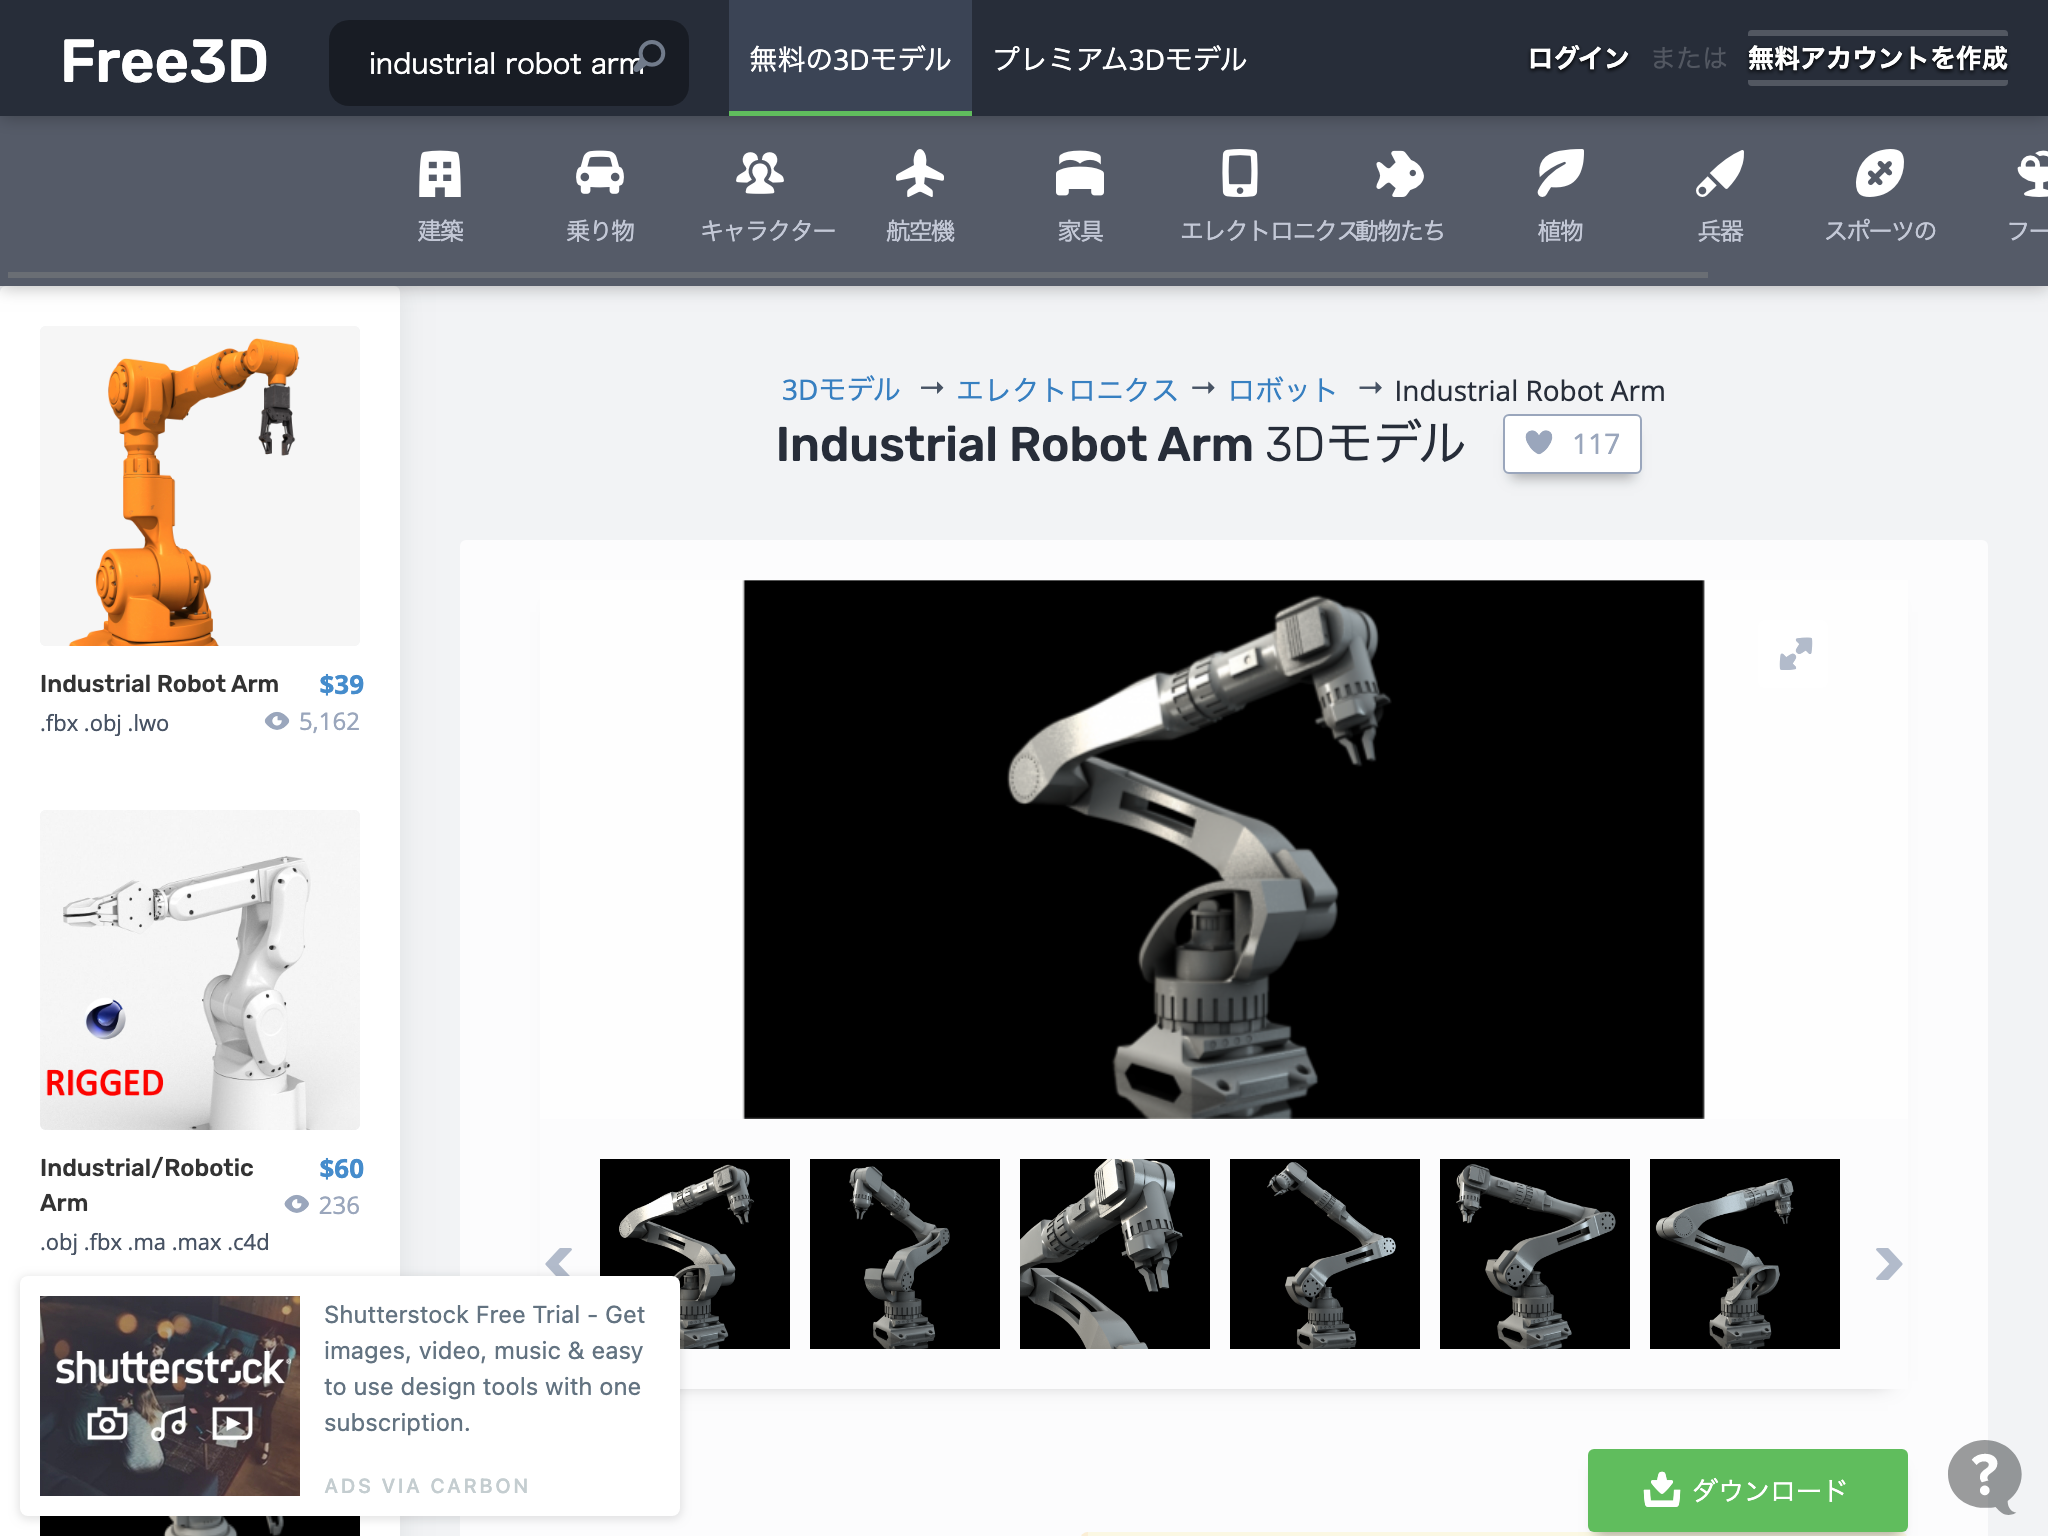 Free3D
industrial robot arm
無料の3Dモデル
プレミアム3Dモデル
ログイン または 無料アカウントを作成
建築
乗り物
キャラクター
航空機
家具
エレクトロニクス
動物たち
植物
兵器
スポーツの
フー
Industrial Robot Arm $39
.fbx .obj .lwo 5,162
RIGGED
Industrial/Robotic $60
Arm 236
.obj .fbx .ma .max .c4d
3Dモデル → エレクトロニクス → ロボット → Industrial Robot Arm
Industrial Robot Arm 3Dモデル 117
shutterstock
Shutterstock Free Trial - Get
images, video, music & easy
to use design tools with one
subscription.
ADS VIA CARBON
ダウンロード
?